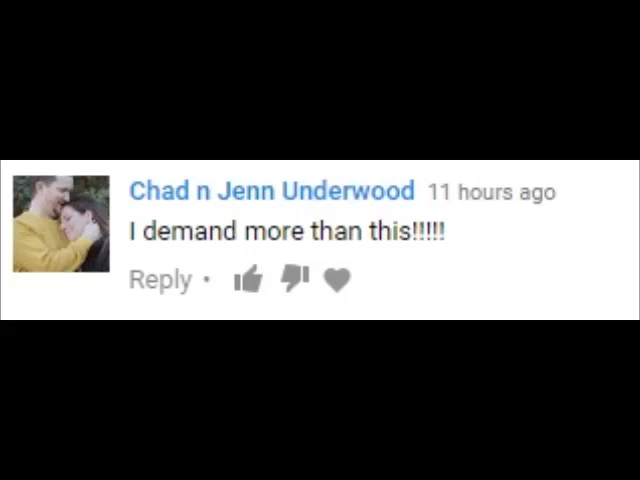 Chad n Jenn Underwood 11 hours ago
I demand more than this!!!!!
Reply •